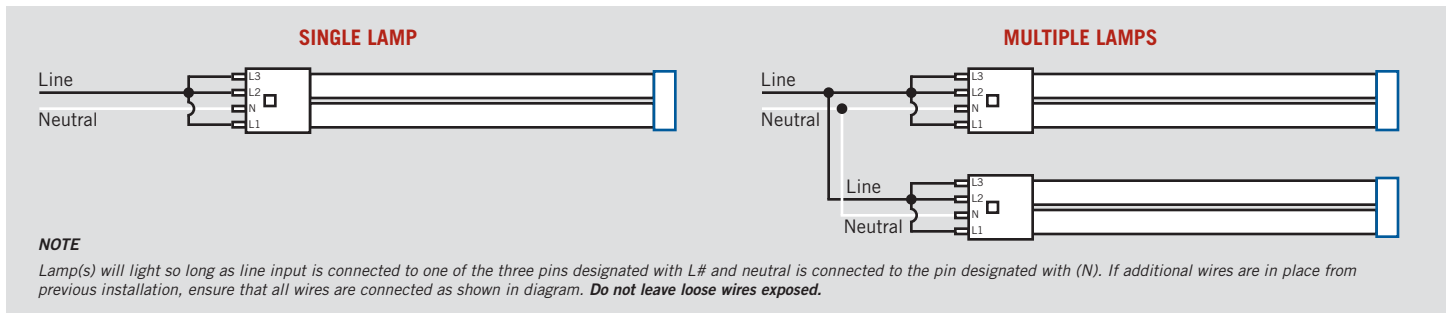 SINGLE LAMP
Line
Neutral
L3
L2
N
L1
MULTIPLE LAMPS
Line
Neutral
L3
L2
N
L1
Line
Neutral
L3
L2
N
L1
NOTE
Lamp(s) will light so long as line input is connected to one of the three pins designated with L# and neutral is connected to the pin designated with (N). If additional wires are in place from
previous installation, ensure that all wires are connected as shown in diagram. Do not leave loose wires exposed.